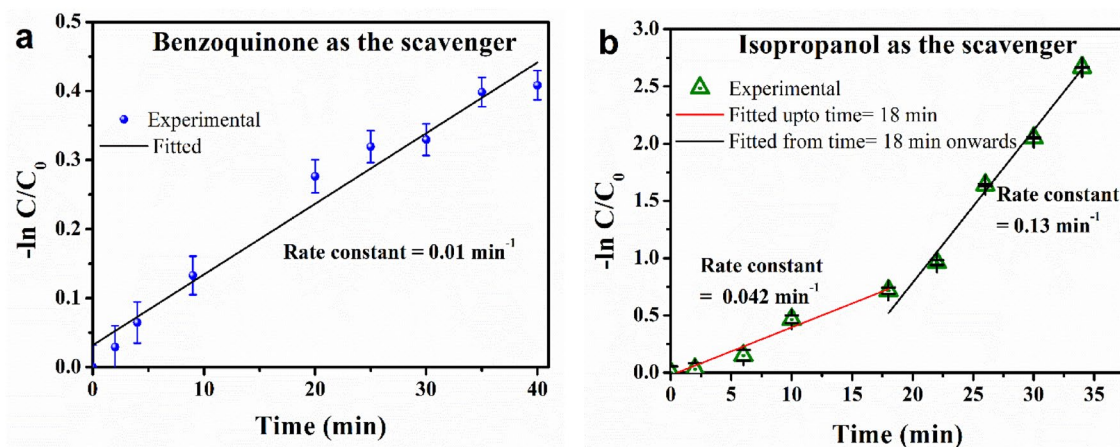 a
Benzoquinone as the scavenger
Experimental
Fitted
Rate constant = 0.01 min⁻¹
-ln C/C₀
0.5
0.4
0.3
0.2
0.1
0.0
0 10 20 30 40
Time (min)
b
Isopropanol as the scavenger
Experimental
Fitted upto time= 18 min
Fitted from time= 18 min onwards
Rate constant
= 0.13 min⁻¹
Rate constant
= 0.042 min⁻¹
-ln C/C₀
3.0
2.5
2.0
1.5
1.0
0.5
0.0
0 5 10 15 20 25 30 35
Time (min)